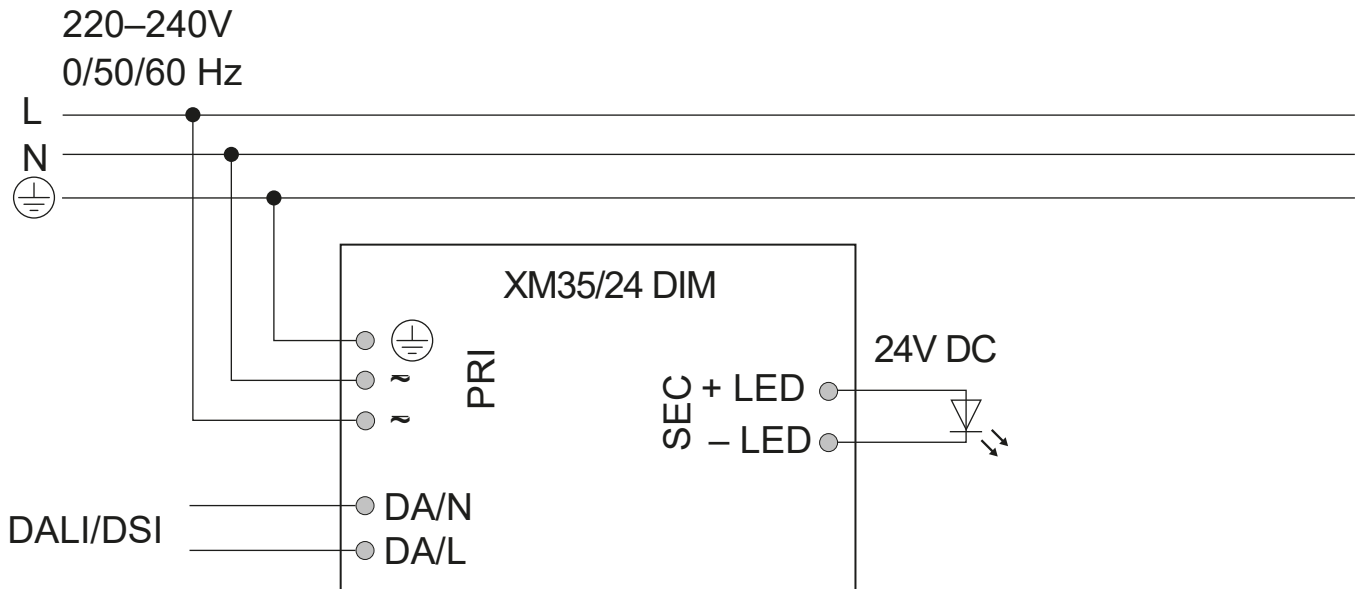 220–240V
0/50/60 Hz
L
N
XM35/24 DIM
PRI
24V DC
SEC
+ LED
– LED
DALI/DSI
DA/N
DA/L